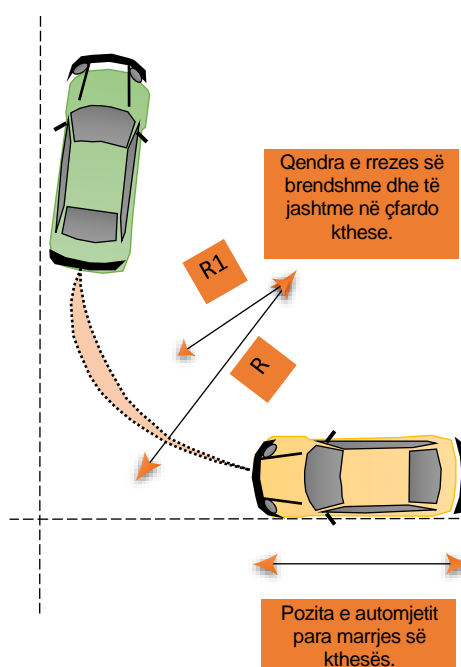 Qendra e rrezes së
brendshme dhe të
jashtme në çfardo
kthese.
R1
R
Pozita e automjetit
para marrjes së
kthesës.